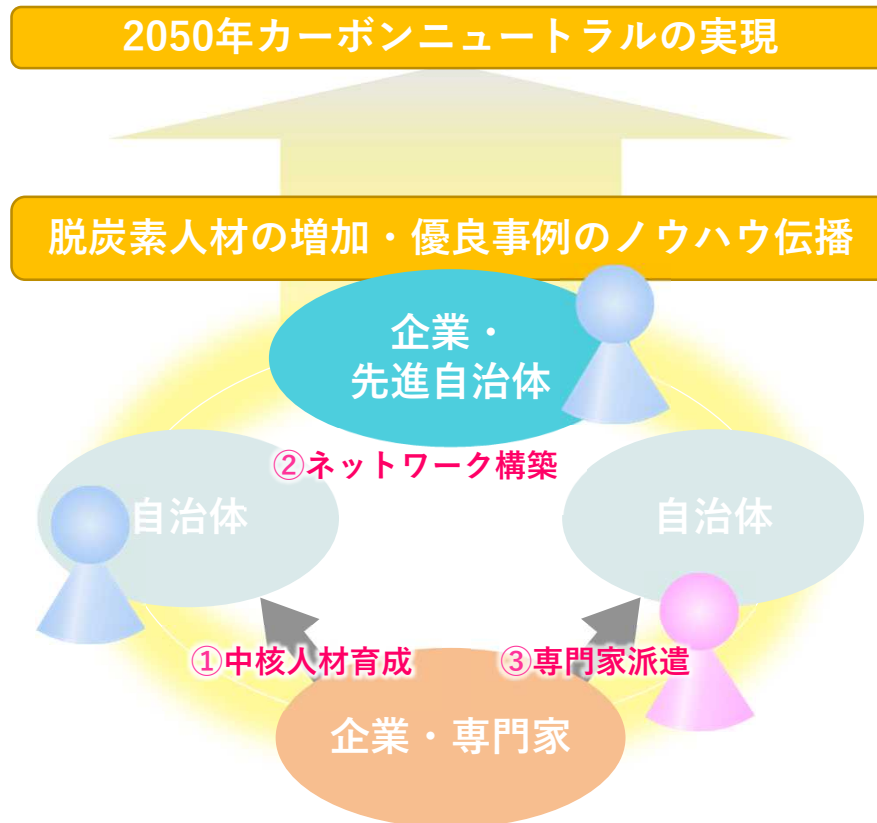 2050年カーボンニュートラルの実現
脱炭素人材の増加・優良事例のノウハウ伝播
企業・
先進自治体
②ネットワーク構築
自治体
自治体
①中核人材育成
③専門家派遣
企業・専門家